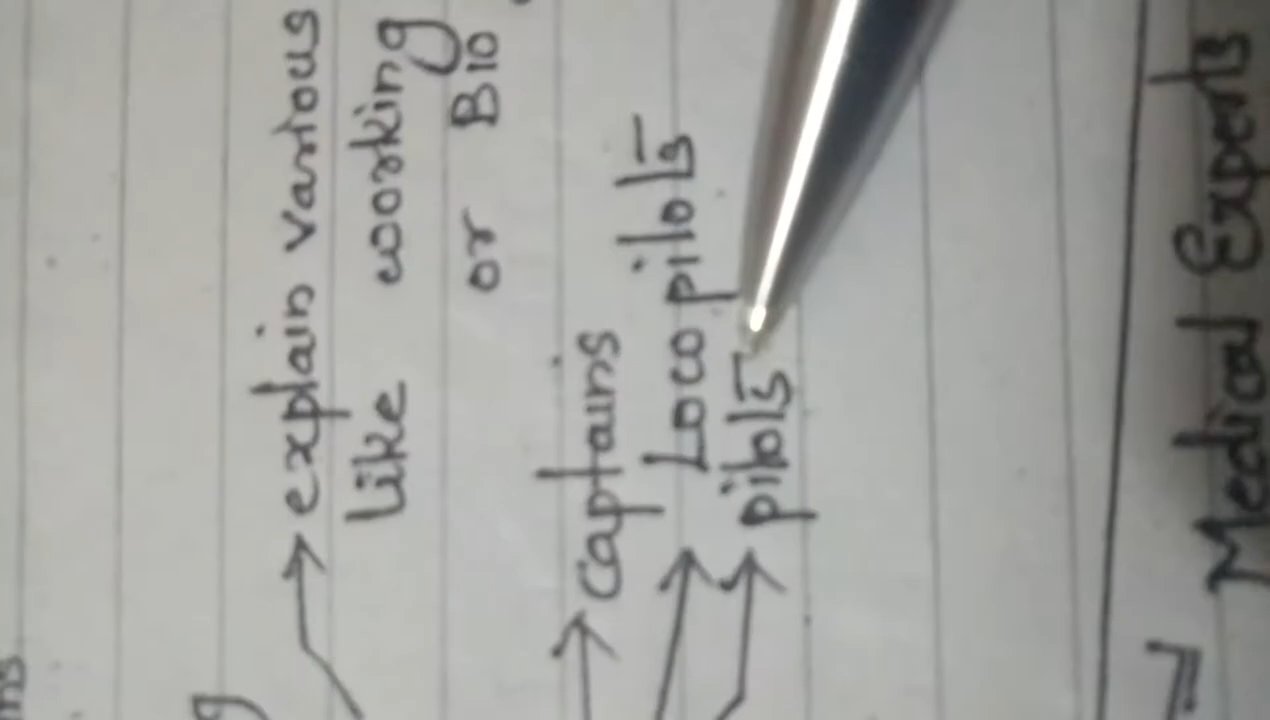 explain various
like working
or Bio
captains
Loco pilots
pilots
Medical Experts